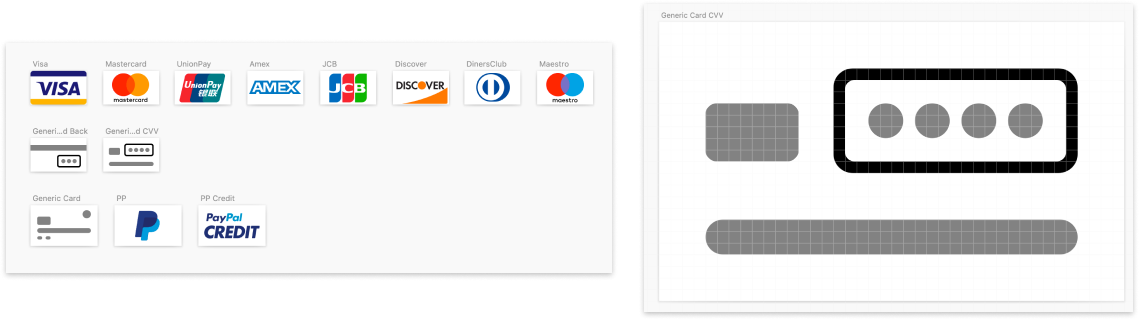 Visa
Mastercard
UnionPay
Amex
JCB
Discover
DinersClub
Maestro
VISA
mastercard
UnionPay
银联
AMEX
JCB
DISCOVER
maestro
Generi...d Back
Generi...d CVV
Generic Card
PP
PP Credit
PayPal
CREDIT
Generic Card CVV